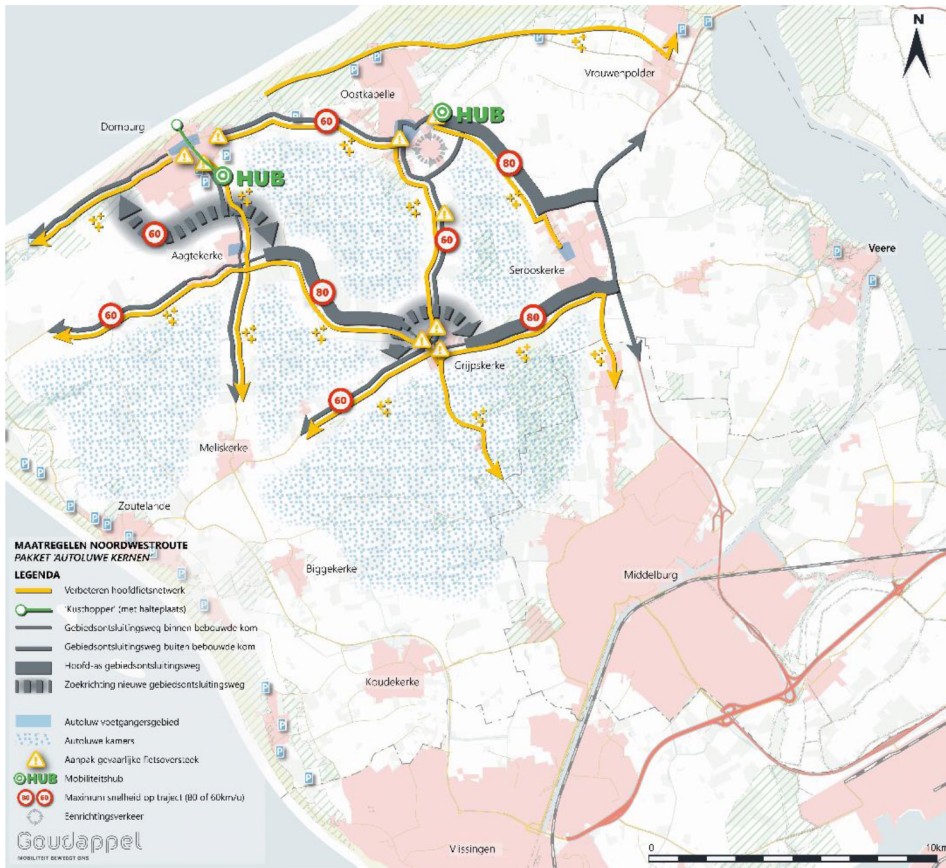 N
Vrouwenpolder
Oostkapelle
HUB
60
Domburg
80
HUB
60
60
Veere
Aagtekerke
Serooskerke
80
80
60
Grijpskerke
60
Meliskerke
Zoutelande
MAATREGELEN NOORDWESTROUTE
PAKKET 'AUTOLUWE KERNEN'
LEGENDA
Verbeteren hoofdfietsnetwerk
'Kusthopper' (met halteplaats)
Gebiedsontsluitingsweg binnen bebouwde kom
Gebiedsontsluitingsweg buiten bebouwde kom
Hoofd-as gebiedsontsluitingsweg
Zoekrichting nieuwe gebiedsontsluitingsweg
Autoluw voetgangersgebied
Autoluwe kamers
Aanpak gevaarlijke fietsoversteek
HUB Mobiliteitshub
80 60 Maximum snelheid op traject (80 of 60km/u)
Eenrichtingsverkeer
Goudappel
MOBILITEIT BEWEEGT ONS
Biggekerke
Middelburg
Koudekerke
Vlissingen
0 10km